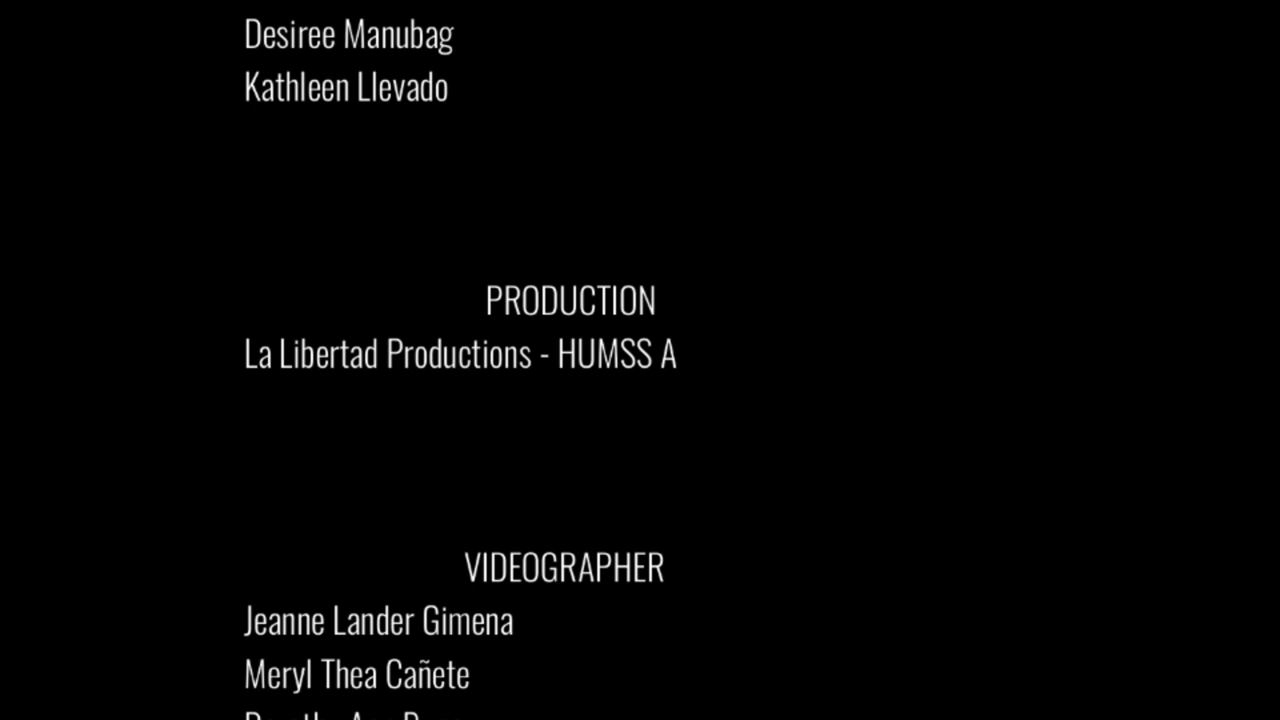 Desiree Manubag
Kathleen Llevado
PRODUCTION
La Libertad Productions - HUMSS A
VIDEOGRAPHER
Jeanne Lander Gimena
Meryl Thea Cañete